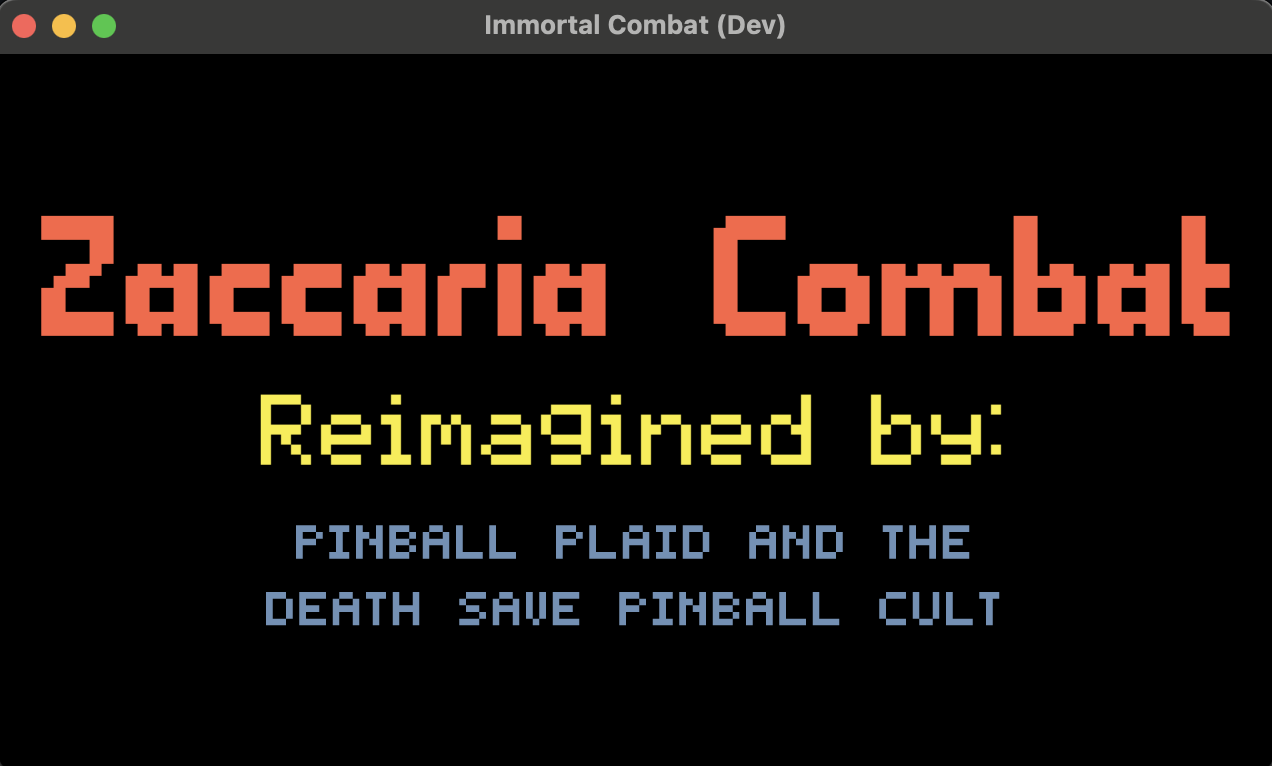 Immortal Combat (Dev)
Zaccaria Combat
Reimagined by:
PINBALL PLAID AND THE
DEATH SAVE PINBALL CULT